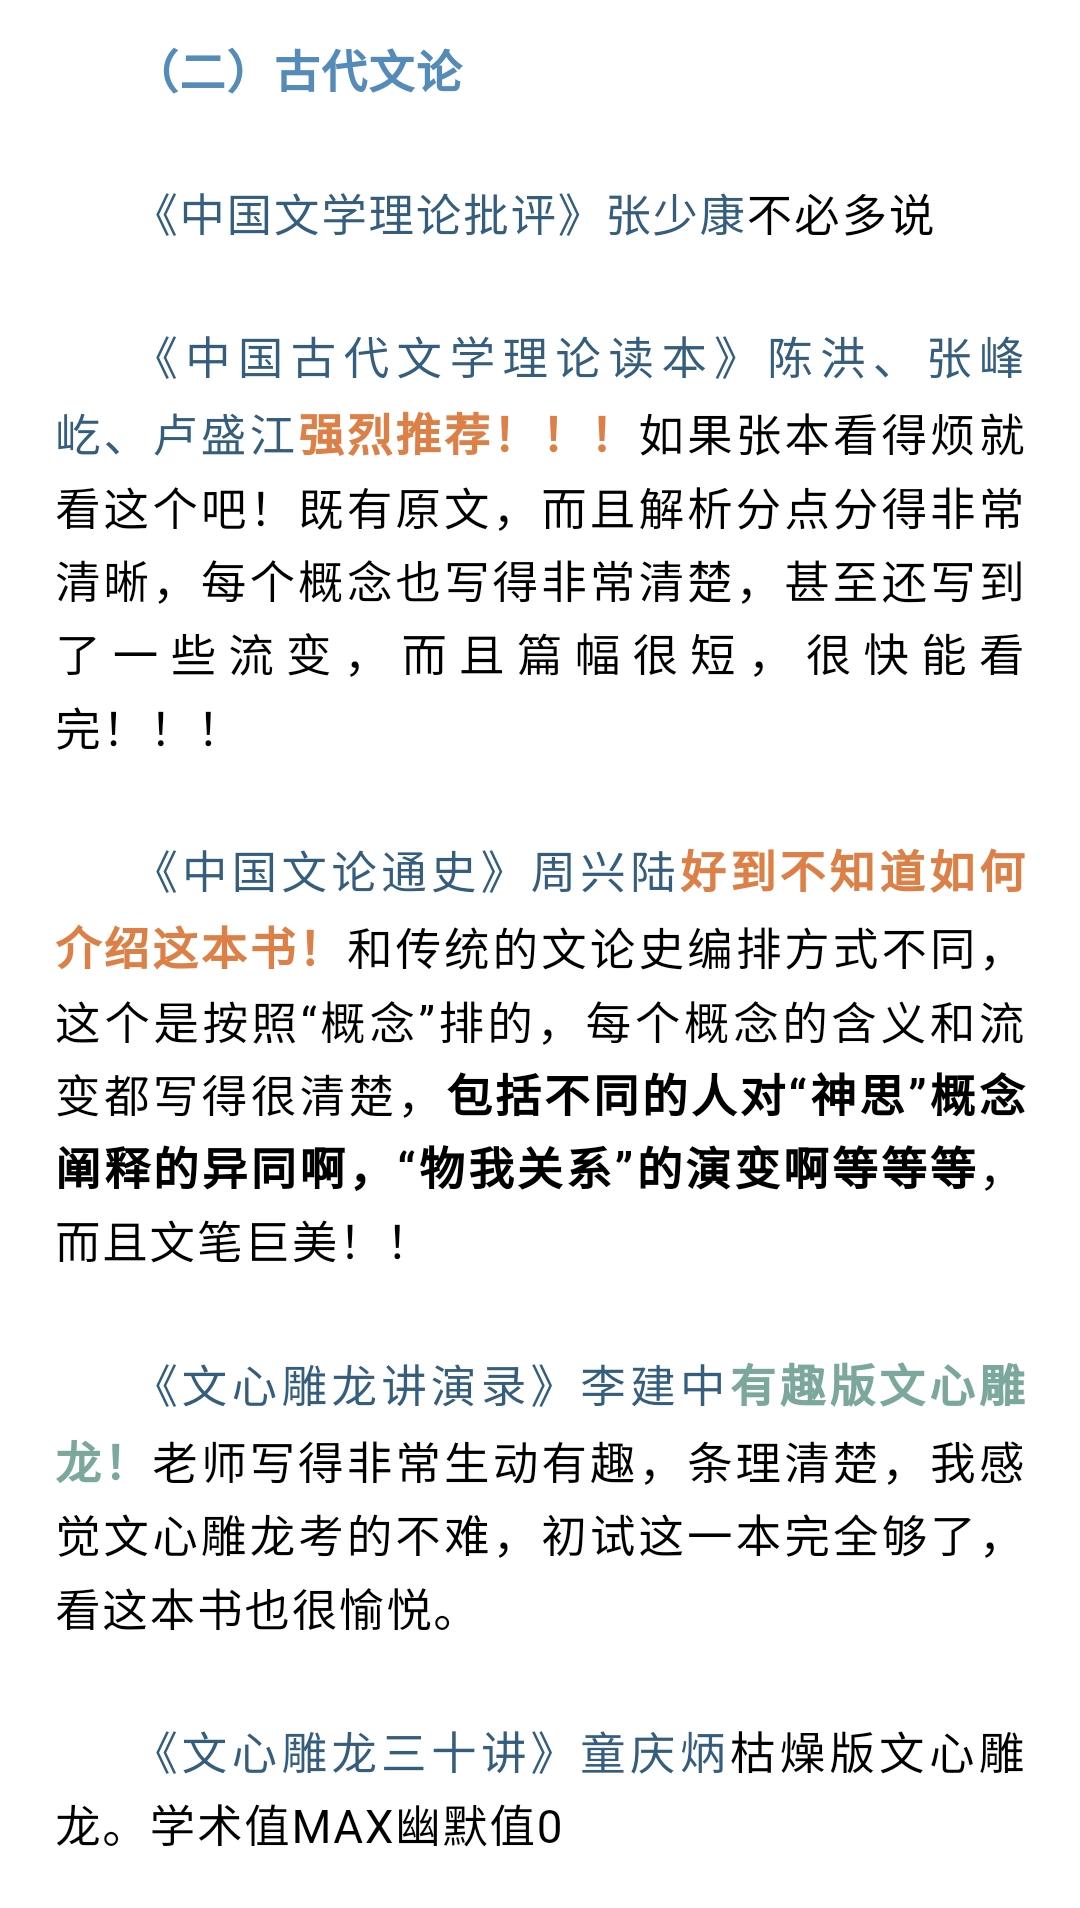 （二）古代文论
《中国文学理论批评》张少康不必多说
《中国古代文学理论读本》陈洪、张峰
屹、卢盛江强烈推荐！！！如果张本看得烦就
看这个吧！既有原文，而且解析分点分得非常
清晰，每个概念也写得非常清楚，甚至还写到
了一些流变，而且篇幅很短，很快能看
完！！！
《中国文论通史》周兴陆好到不知道如何
介绍这本书！和传统的文论史编排方式不同，
这个是按照“概念”排的，每个概念的含义和流
变都写得很清楚，包括不同的人对“神思”概念
阐释的异同啊，“物我关系”的演变啊等等等，
而且文笔巨美！！
《文心雕龙讲演录》李建中有趣版文心雕
龙！老师写得非常生动有趣，条理清楚，我感
觉文心雕龙考的不难，初试这一本完全够了，
看这本书也很愉悦。
《文心雕龙三十讲》童庆炳枯燥版文心雕
龙。学术值MAX幽默值0